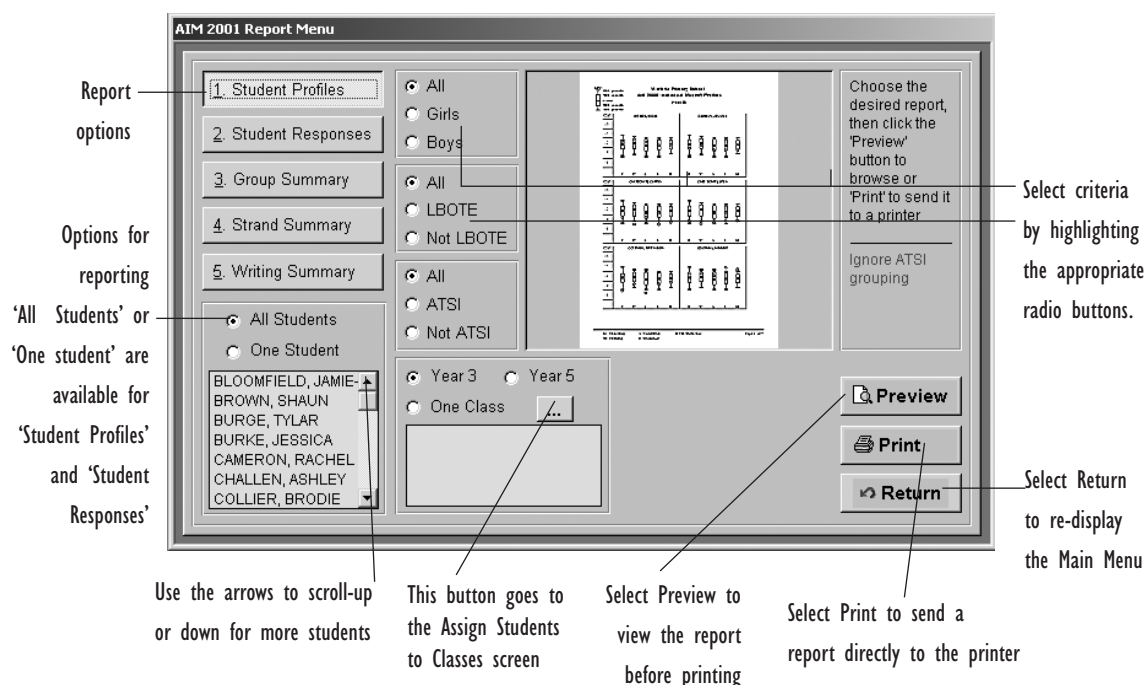 AIM 2001 Report Menu
Report
options
Options for
reporting
‘All Students’ or
‘One student’ are
available for
‘Student Profiles’
and ‘Student
Responses’
1. Student Profiles
2. Student Responses
3. Group Summary
4. Strand Summary
5. Writing Summary
All Students
One Student
BLOOMFIELD, JAMIE-
BROWN, SHAUN
BURGE, TYLAR
BURKE, JESSICA
CAMERON, RACHEL
CHALLEN, ASHLEY
COLLIER, BRODIE
All
Girls
Boys
All
LBOTE
Not LBOTE
All
ATSI
Not ATSI
Year 3 Year 5
One Class ...
Choose the
desired report,
then click the
'Preview'
button to
browse or
'Print' to send it
to a printer
Ignore ATSI
grouping
Preview
Print
Return
Select criteria
by highlighting
the appropriate
radio buttons.
Select Return
to re-display
the Main Menu
Use the arrows to scroll-up
or down for more students
This button goes to
the Assign Students
to Classes screen
Select Preview to
view the report
before printing
Select Print to send a
report directly to the printer